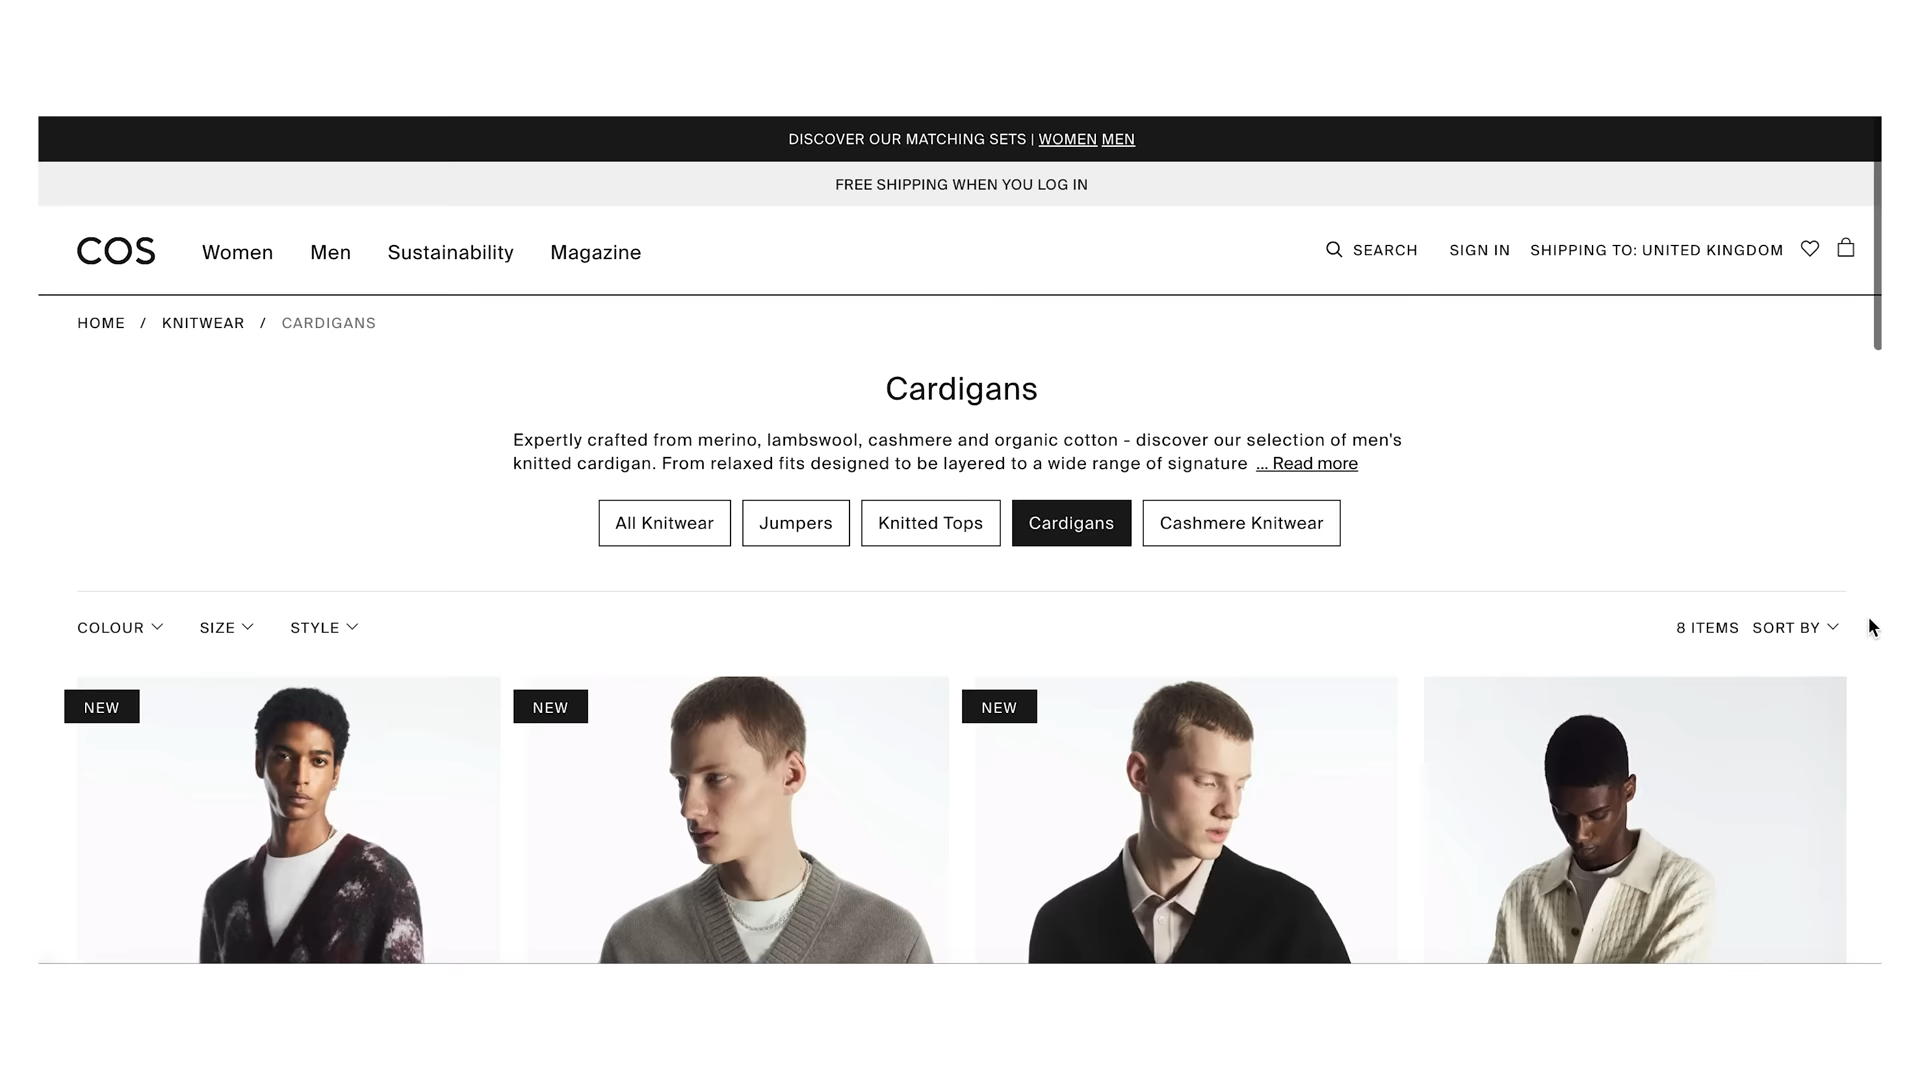 DISCOVER OUR MATCHING SETS | WOMEN MEN
FREE SHIPPING WHEN YOU LOG IN
COS Women Men Sustainability Magazine SEARCH SIGN IN SHIPPING TO: UNITED KINGDOM
HOME / KNITWEAR / CARDIGANS
Cardigans
Expertly crafted from merino, lambswool, cashmere and organic cotton - discover our selection of men's
knitted cardigan. From relaxed fits designed to be layered to a wide range of signature ... Read more
All Knitwear Jumpers Knitted Tops Cardigans Cashmere Knitwear
COLOUR SIZE STYLE 8 ITEMS SORT BY
NEW NEW NEW